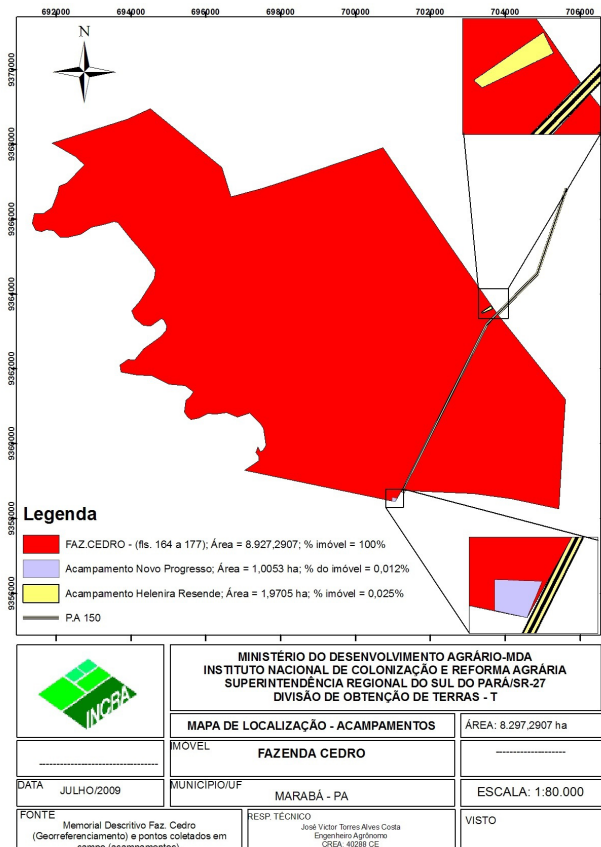 692000 694000 696000 698000 700000 702000 704000 706000
N
9370000
9368000
9366000
9364000
9362000
9360000
9358000
9356000
Legenda
FAZ.CEDRO - (fls. 164 a 177); Área = 8.927,2907; % imóvel = 100%
Acampamento Novo Progresso; Área = 1,0053 ha; % do imóvel = 0,012%
Acampamento Helenira Resende; Área = 1,9705 ha; % imóvel = 0,025%
P.A 150
INCRA
MINISTÉRIO DO DESENVOLVIMENTO AGRÁRIO-MDA
INSTITUTO NACIONAL DE COLONIZAÇÃO E REFORMA AGRÁRIA
SUPERINTENDÊNCIA REGIONAL DO SUL DO PARÁ/SR-27
DIVISÃO DE OBTENÇÃO DE TERRAS - T
MAPA DE LOCALIZAÇÃO - ACAMPAMENTOS
ÁREA: 8.297,2907 ha
IMÓVEL
FAZENDA CEDRO
DATA
JULHO/2009
MUNICÍPIO/UF
MARABÁ - PA
ESCALA: 1:80.000
FONTE
Memorial Descritivo Faz. Cedro
(Georreferenciamento) e pontos coletados em
campo (acampamentos)
RESP. TÉCNICO
José Victor Torres Alves Costa
Engenheiro Agrônomo
CREA: 40288 CE
VISTO